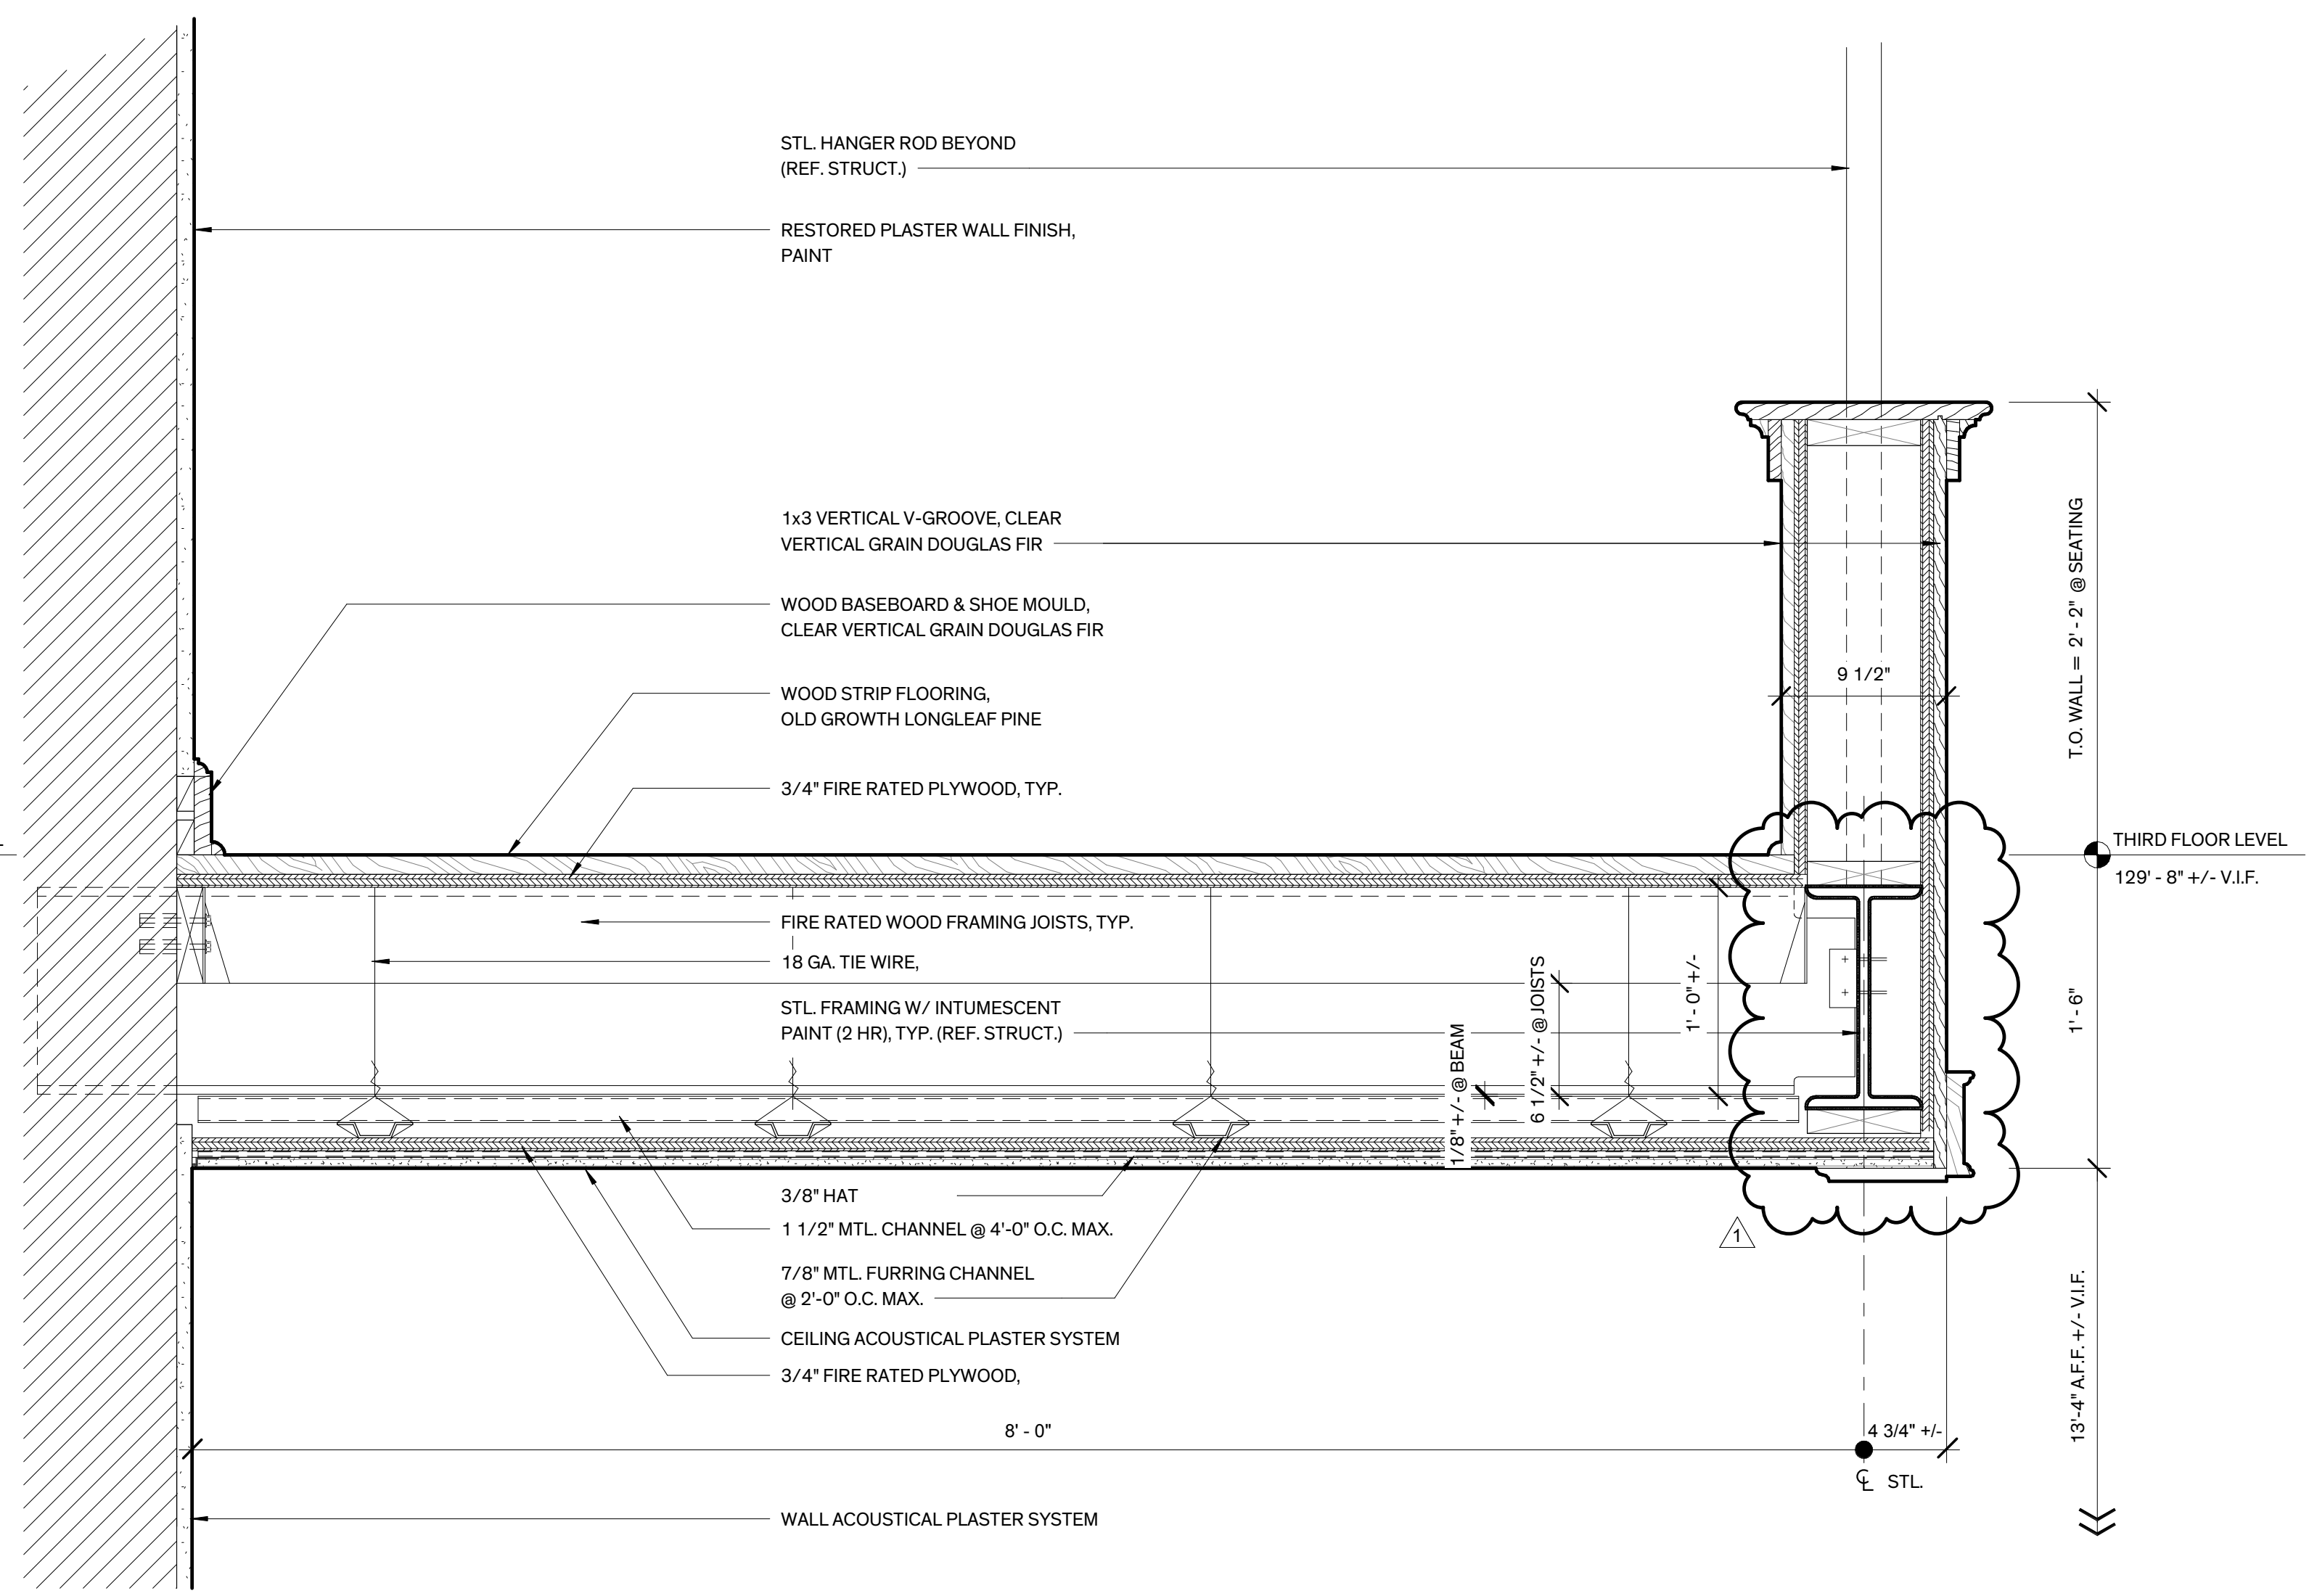 STL. HANGER ROD BEYOND
(REF. STRUCT.)
RESTORED PLASTER WALL FINISH,
PAINT
1x3 VERTICAL V-GROOVE, CLEAR
VERTICAL GRAIN DOUGLAS FIR
WOOD BASEBOARD & SHOE MOULD,
CLEAR VERTICAL GRAIN DOUGLAS FIR
WOOD STRIP FLOORING,
OLD GROWTH LONGLEAF PINE
3/4" FIRE RATED PLYWOOD, TYP.
FIRE RATED WOOD FRAMING JOISTS, TYP.
18 GA. TIE WIRE,
STL. FRAMING W/ INTUMESCENT
PAINT (2 HR), TYP. (REF. STRUCT.)
1/8" +/- @ BEAM
6 1/2" +/- @ JOISTS
1' - 0" +/-
9 1/2"
T.O. WALL = 2' - 2" @ SEATING
THIRD FLOOR LEVEL
129' - 8" +/- V.I.F.
1' - 6"
13'-4" A.F.F. +/- V.I.F.
1
3/8" HAT
1 1/2" MTL. CHANNEL @ 4'-0" O.C. MAX.
7/8" MTL. FURRING CHANNEL
@ 2'-0" O.C. MAX.
CEILING ACOUSTICAL PLASTER SYSTEM
3/4" FIRE RATED PLYWOOD,
8' - 0"
4 3/4" +/-
℄ STL.
WALL ACOUSTICAL PLASTER SYSTEM